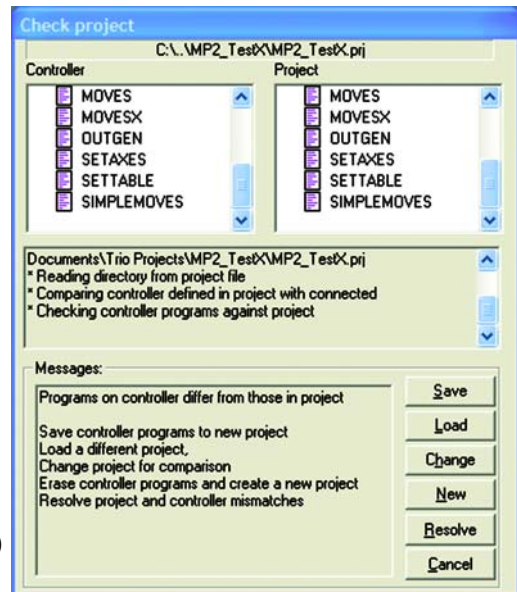 Check project
C:\..\MP2_TestX\MP2_TestX.prj
Controller
Project
MOVES
MOVESX
OUTGEN
SETAXES
SETTABLE
SIMPLEMOVES
MOVES
MOVESX
OUTGEN
SETAXES
SETTABLE
SIMPLEMOVES
Documents\Trio Projects\MP2_TestX\MP2_TestX.prj
* Reading directory from project file
* Comparing controller defined in project with connected
* Checking controller programs against project
Messages:
Programs on controller differ from those in project
Save controller programs to new project
Load a different project,
Change project for comparison
Erase controller programs and create a new project
Resolve project and controller mismatches
Save
Load
Change
New
Resolve
Cancel
)